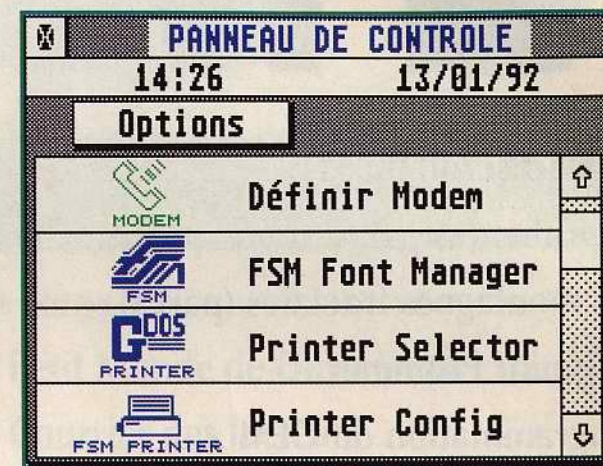 PANNEAU DE CONTROLE
14:26 13/01/92
Options
MODEM
Définir Modem
FSM
FSM Font Manager
GDOS
PRINTER
Printer Selector
FSM PRINTER
Printer Config